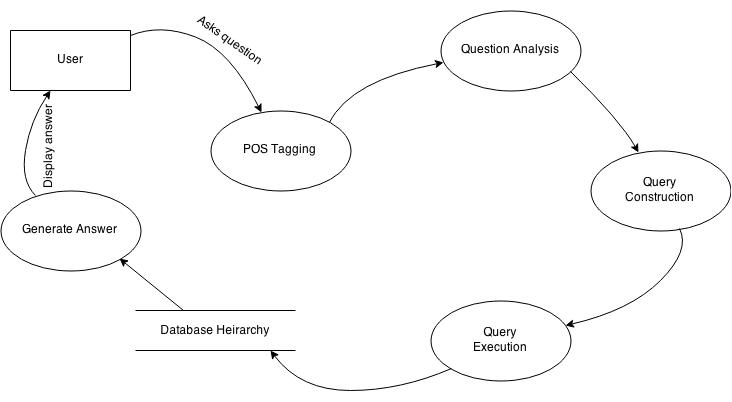 User
Asks question
POS Tagging
Question Analysis
Query
Construction
Query
Execution
Database Heirarchy
Generate Answer
Display answer